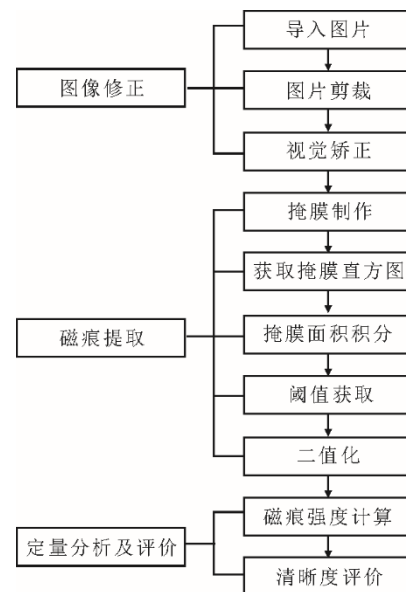 导入图片
图像修正
图片剪裁
视觉矫正
掩膜制作
获取掩膜直方图
磁痕提取
掩膜面积积分
阈值获取
二值化
磁痕强度计算
定量分析及评价
清晰度评价